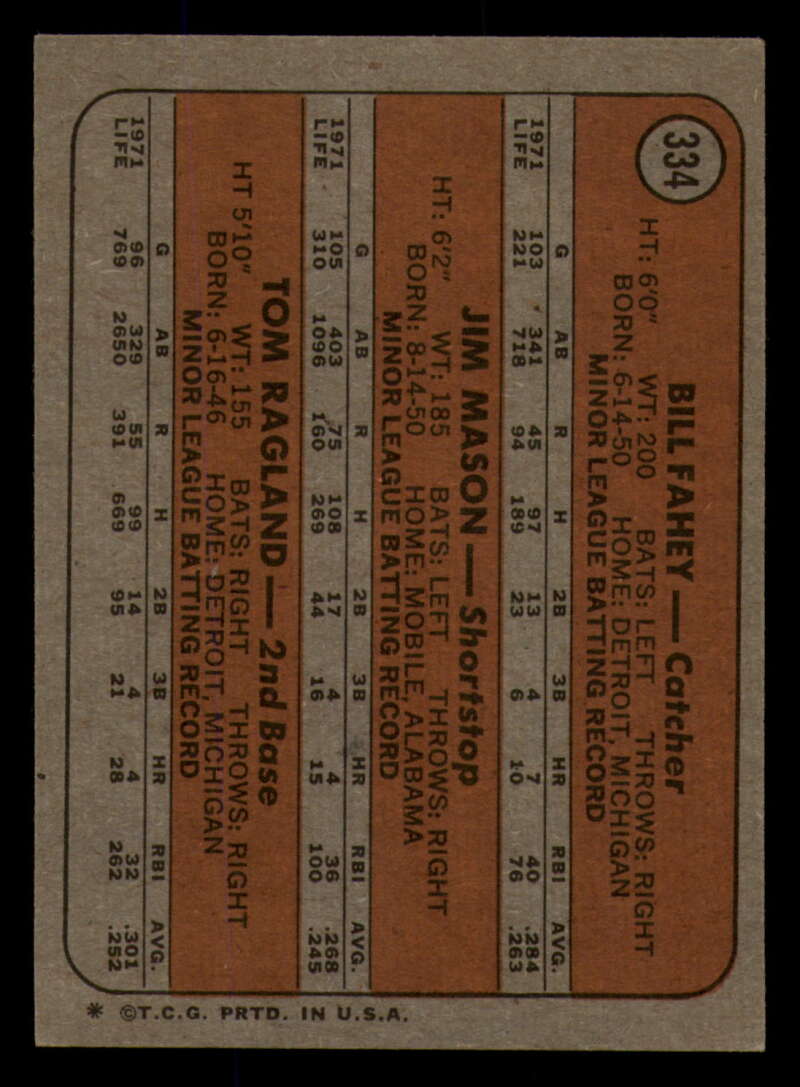 334
BILL FAHEY — Catcher
HT: 6'0" WT: 200 BATS: LEFT THROWS: RIGHT
BORN: 6-14-50 HOME: DETROIT, MICHIGAN
MINOR LEAGUE BATTING RECORD
G AB R H 2B 3B HR RBI AVG.
1971 103 341 45 97 13 4 7 40 .284
LIFE 221 718 94 189 23 6 10 76 .263
JIM MASON — Shortstop
HT: 6'2" WT: 185 BATS: LEFT THROWS: RIGHT
BORN: 8-14-50 HOME: MOBILE, ALABAMA
MINOR LEAGUE BATTING RECORD
G AB R H 2B 3B HR RBI AVG.
1971 105 403 75 108 17 4 4 36 .268
LIFE 310 1096 160 269 44 16 15 100 .245
TOM RAGLAND — 2nd Base
HT 5'10" WT: 155 BATS: RIGHT THROWS: RIGHT
BORN: 6-16-46 HOME: DETROIT, MICHIGAN
MINOR LEAGUE BATTING RECORD
G AB R H 2B 3B HR RBI AVG.
1971 96 329 55 99 14 4 4 32 .301
LIFE 769 2650 391 669 95 21 28 262 .252
* ©T.C.G. PRTD. IN U.S.A.